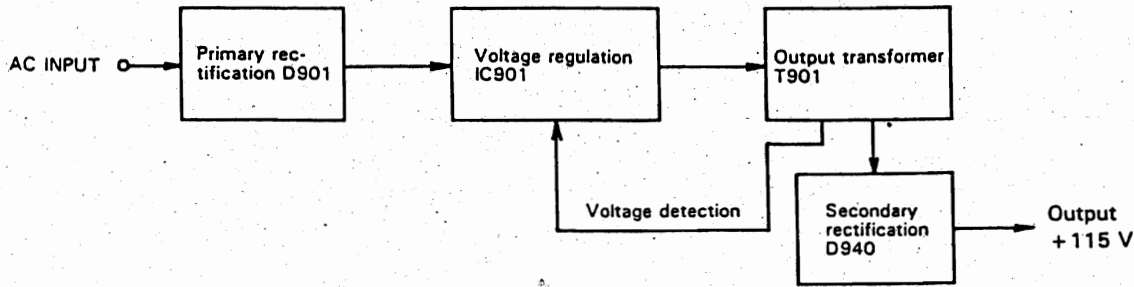 AC INPUT
Primary rec-
tification D901
Voltage regulation
IC901
Output transformer
T901
Voltage detection
Secondary
rectification
D940
Output
+115 V